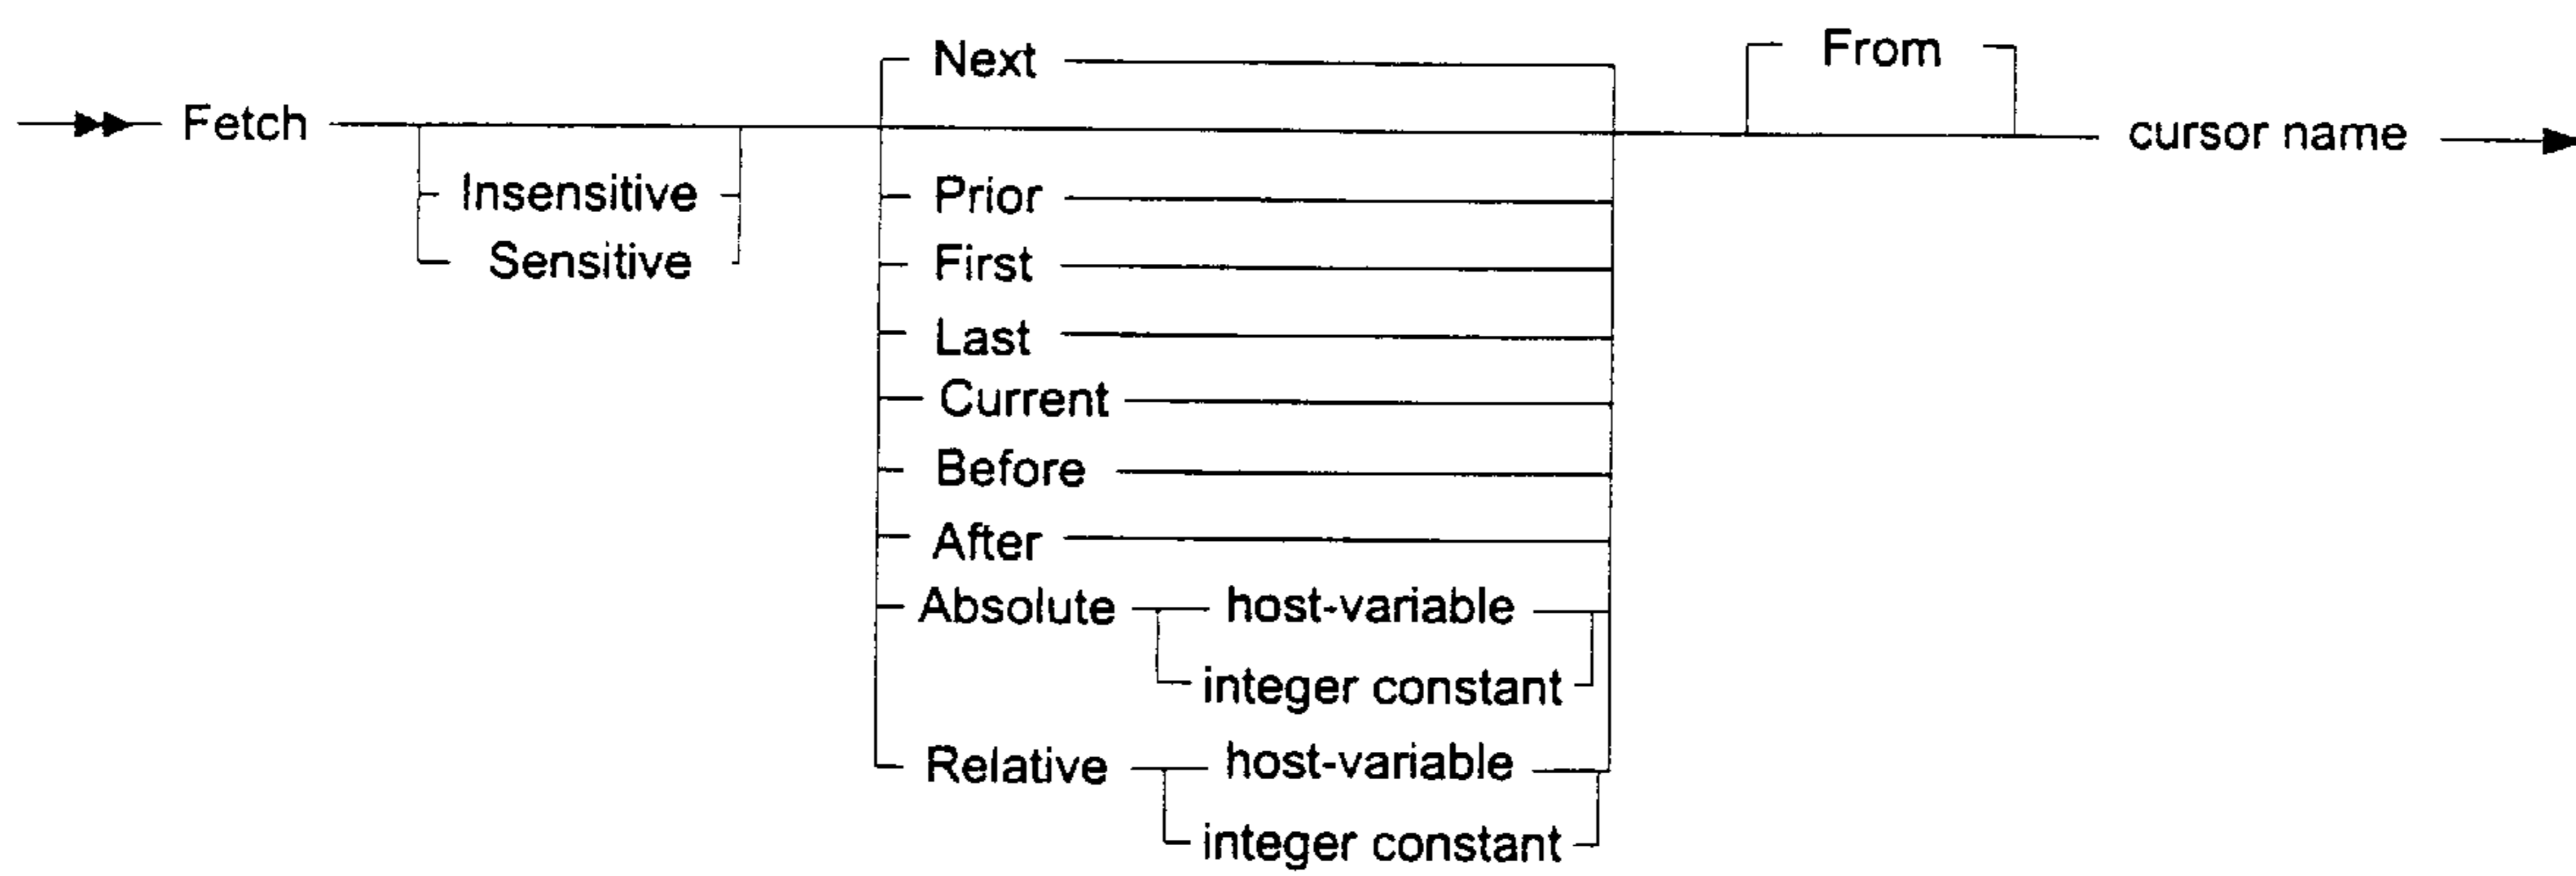 Next
From
Fetch
cursor name
Insensitive
Sensitive
Prior
First
Last
Current
Before
After
Absolute host-variable
integer constant
Relative host-variable
integer constant